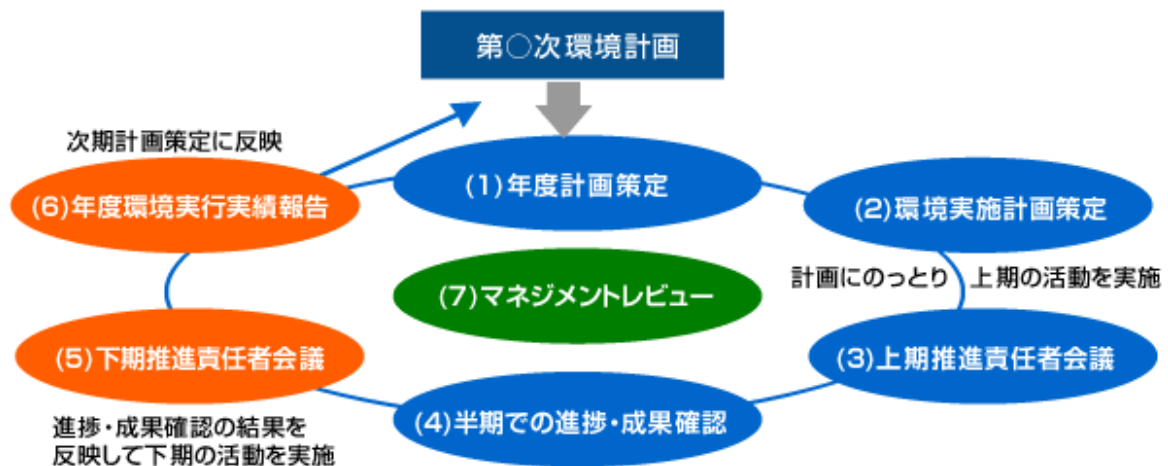 第○次環境計画
次期計画策定に反映
(1)年度計画策定
(6)年度環境実行実績報告
(2)環境実施計画策定
計画にのっとり
上期の活動を実施
(7)マネジメントレビュー
(5)下期推進責任者会議
(3)上期推進責任者会議
(4)半期での進捗・成果確認
進捗・成果確認の結果を
反映して下期の活動を実施